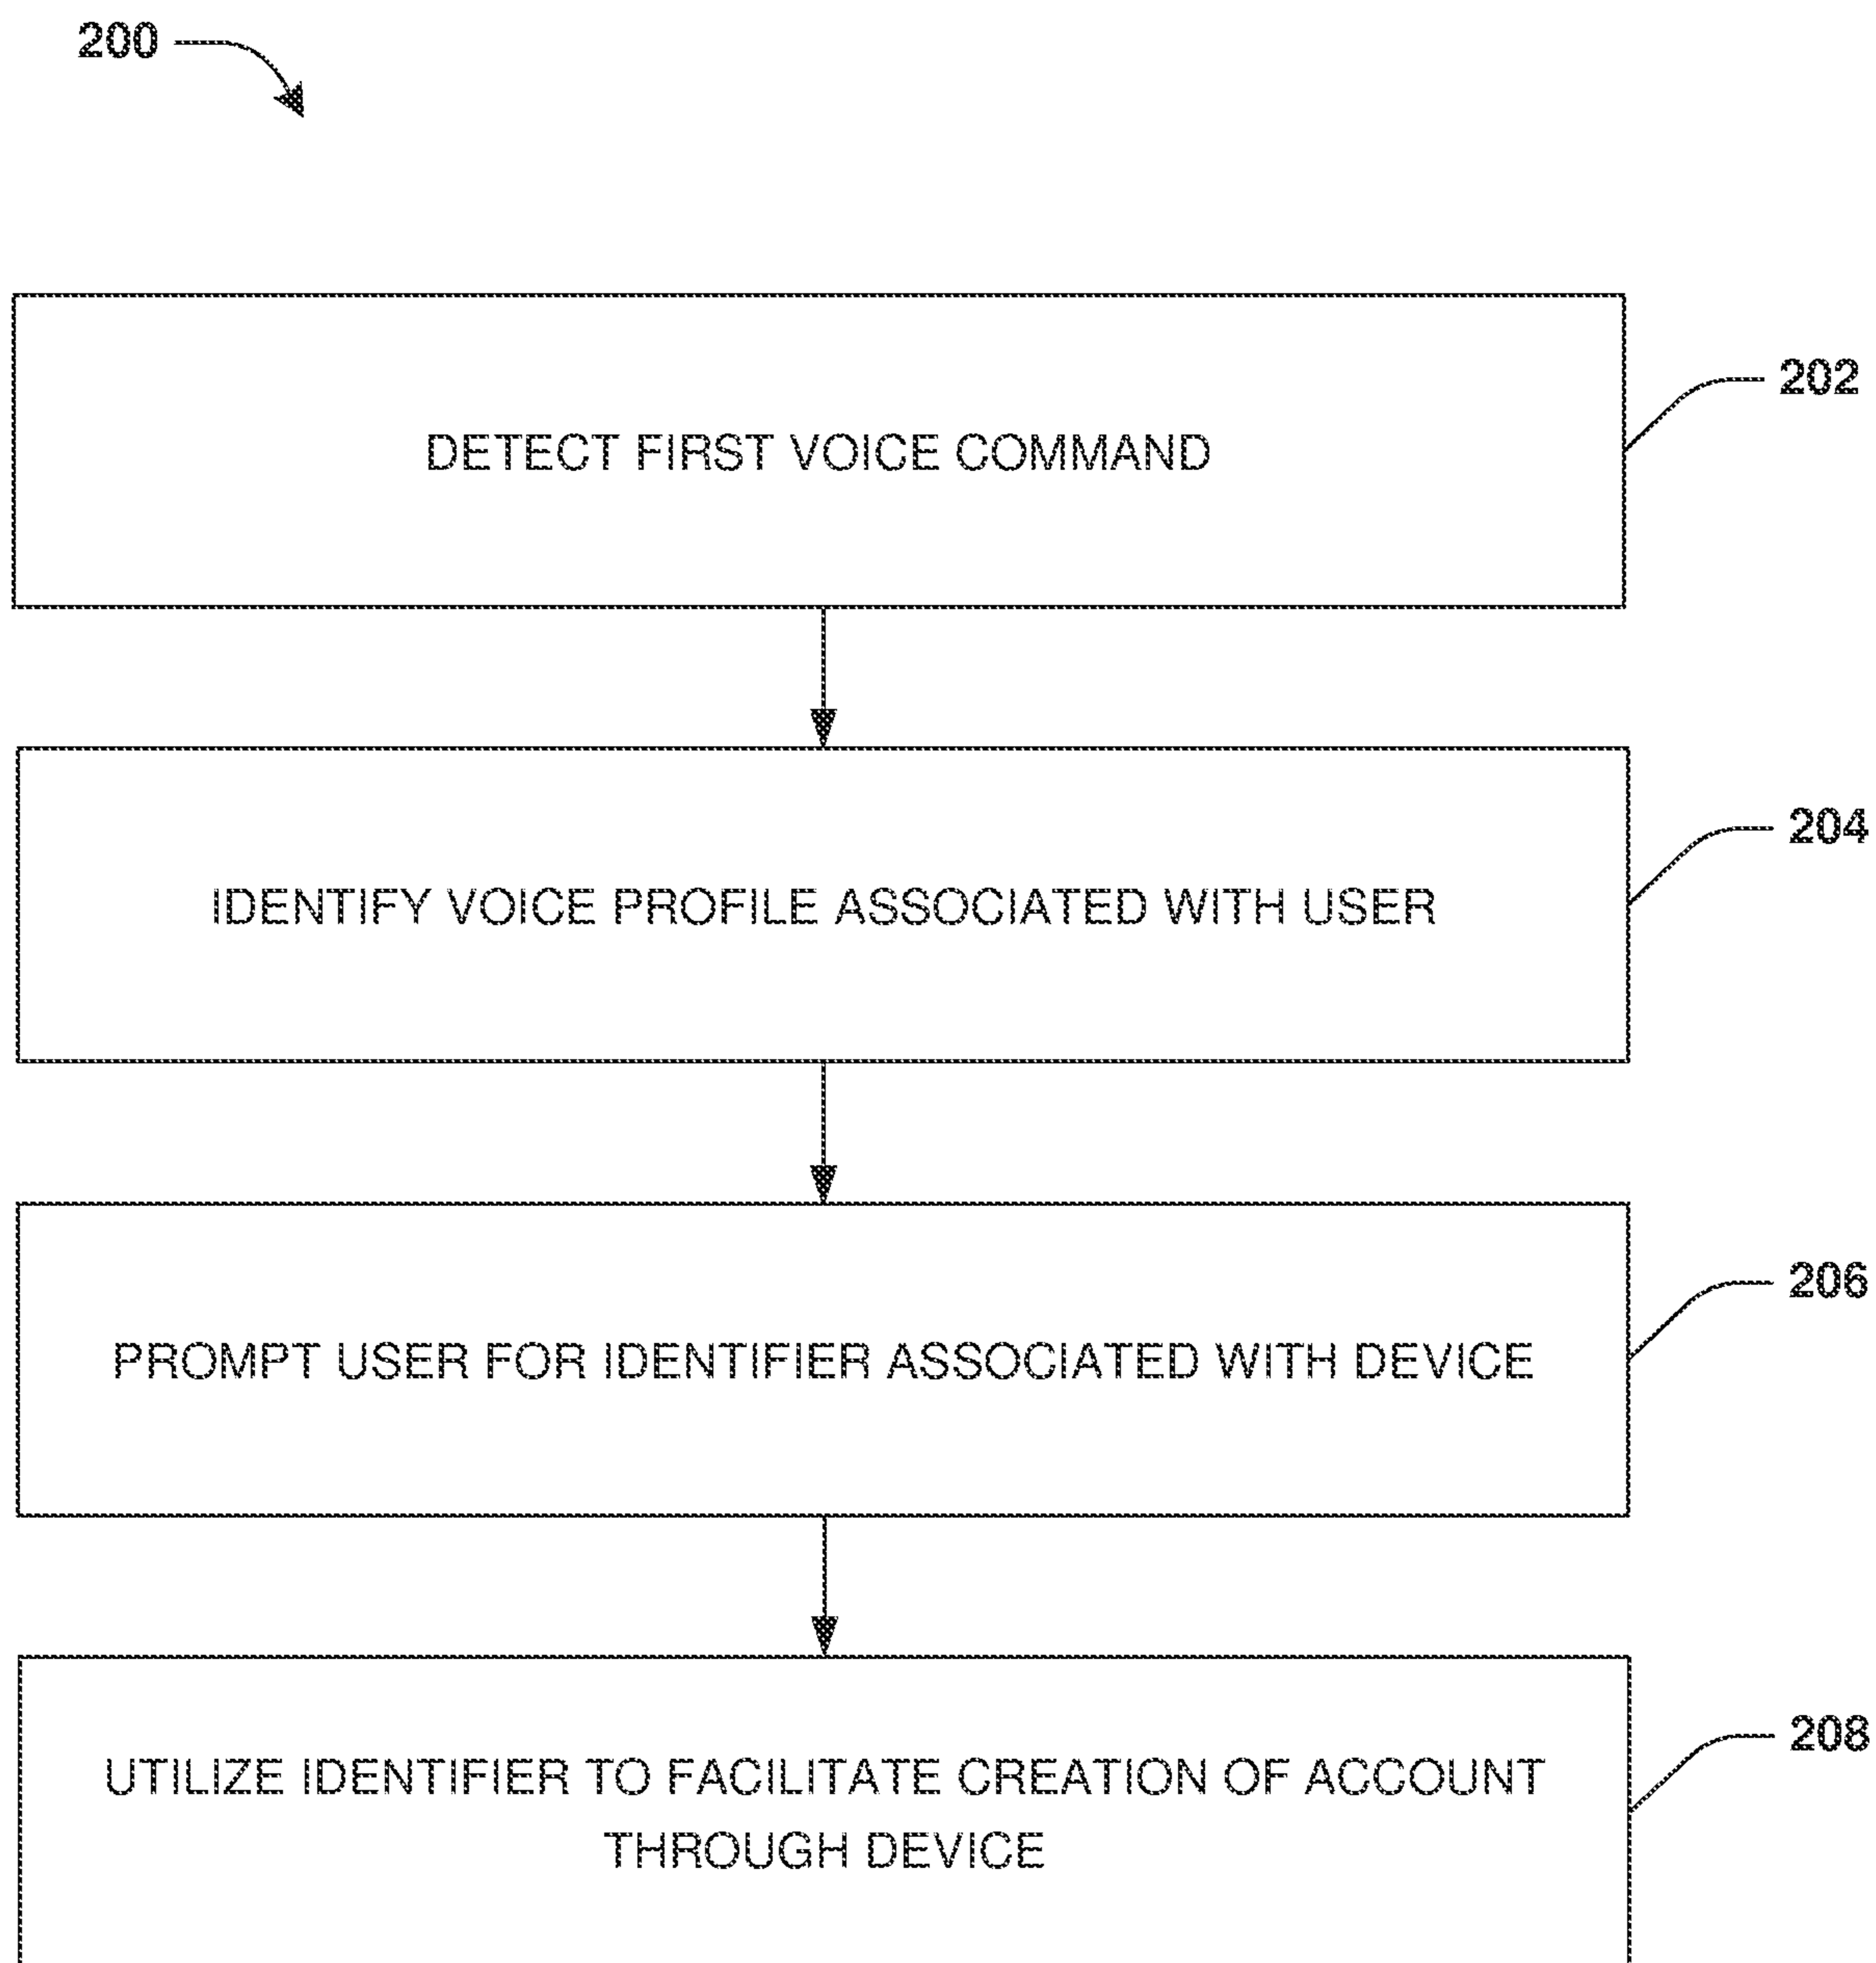 200
DETECT FIRST VOICE COMMAND
202
IDENTIFY VOICE PROFILE ASSOCIATED WITH USER
204
PROMPT USER FOR IDENTIFIER ASSOCIATED WITH DEVICE
206
UTILIZE IDENTIFIER TO FACILITATE CREATION OF ACCOUNT
THROUGH DEVICE
208